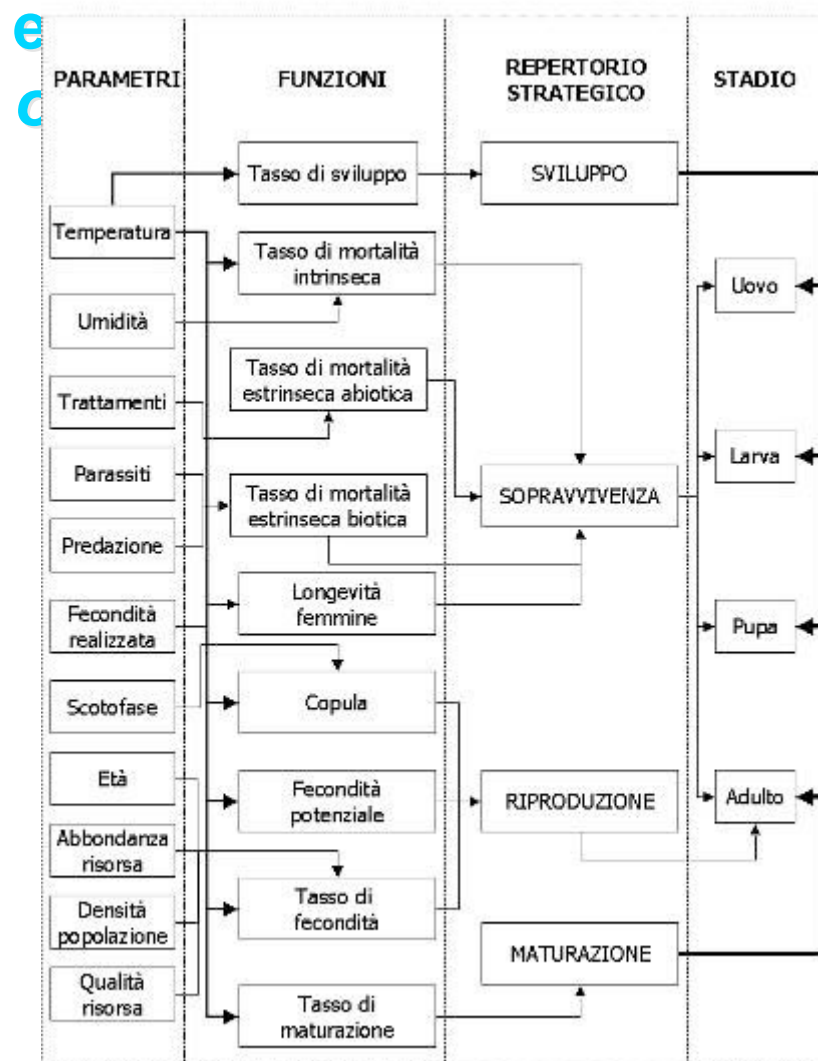 e
c
PARAMETRI
FUNZIONI
REPERTORIO
STRATEGICO
STADIO
Temperatura
Umidità
Trattamenti
Parassiti
Predazione
Fecondità
realizzata
Scotofase
Età
Abbondanza
risorsa
Densità
popolazione
Qualità
risorsa
Tasso di sviluppo
Tasso di mortalità
intrinseca
Tasso di mortalità
estrinseca abiotica
Tasso di mortalità
estrinseca biotica
Longevità
femmine
Copula
Fecondità
potenziale
Tasso di
fecondità
Tasso di
maturazione
SVILUPPO
SOPRAVVIVENZA
RIPRODUZIONE
MATURAZIONE
Uovo
Larva
Pupa
Adulto